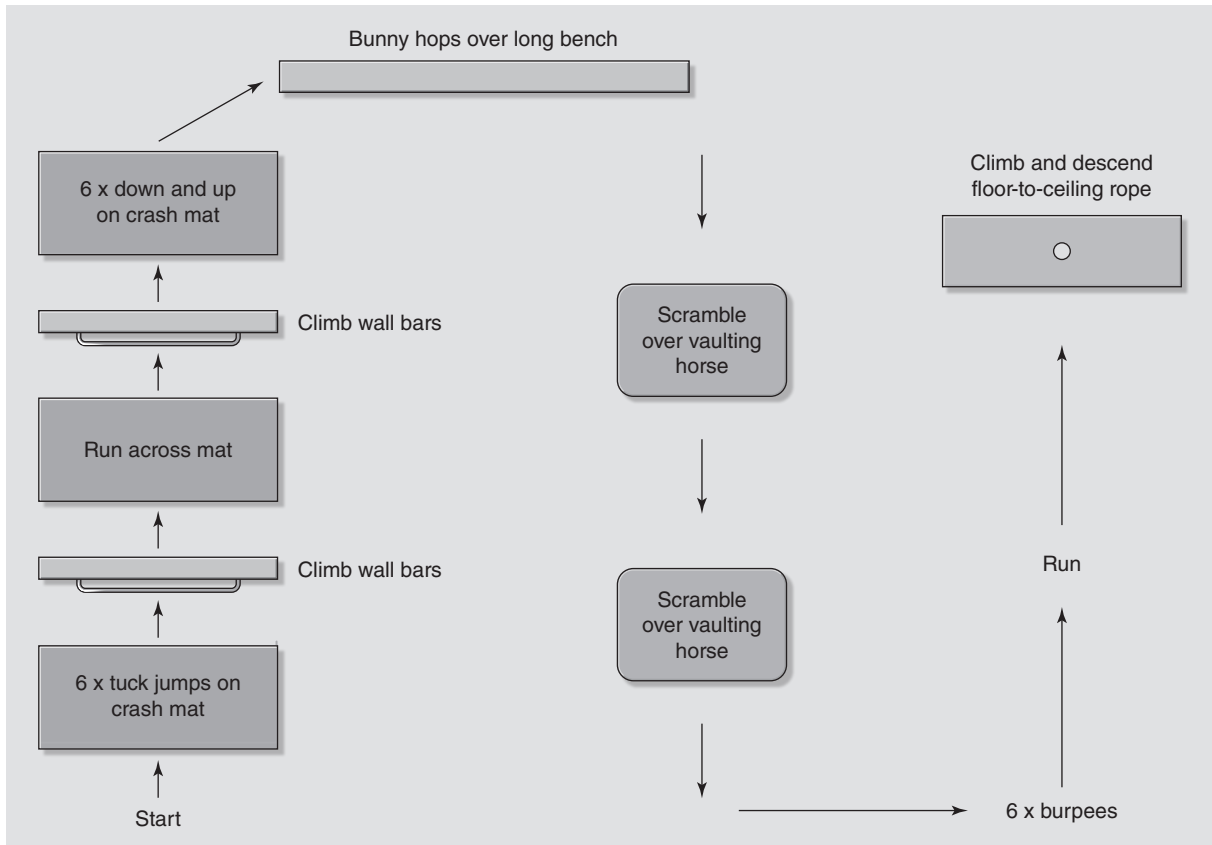 Bunny hops over long bench
6 x down and up
on crash mat
Climb wall bars
Run across mat
Climb wall bars
6 x tuck jumps on
crash mat
Start
Scramble
over vaulting
horse
Scramble
over vaulting
horse
Climb and descend
floor-to-ceiling rope
Run
6 x burpees